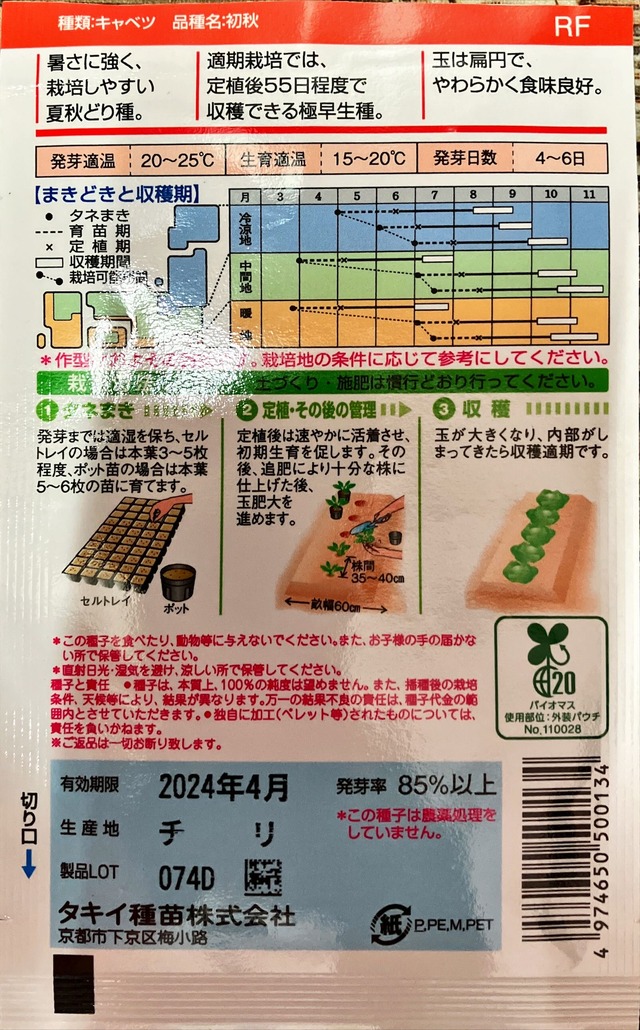 種類:キャベツ 品種名:初秋
RF
暑さに強く、
栽培しやすい
夏秋どり種。
適期栽培では、
定植後55日程度で
収穫できる極早生種。
玉は扁円で、
やわらかく食味良好。
発芽適温 20〜25℃ 生育適温 15〜20℃ 発芽日数 4〜6日
【まきどきと収穫期】
タネまき
育苗期
定植期
収穫期間
栽培可能 間
月 3 4 5 6 7 8 9 10 11
冷涼地
中間地
暖 地
*作型 栽培地の条件に応じて参考にしてください。
栽 土づくり・施肥は慣行どおり行ってください。
1 タネまき
発芽までは適湿を保ち、セル
トレイの場合は本葉3〜5枚
程度、ポット苗の場合は本葉
5〜6枚の苗に育てます。
セルトレイ
ポット
2 定植・その後の管理
定植後は速やかに活着させ、
初期生育を促します。その
後、追肥により十分な株に
仕上げた後、
玉肥大を
進めます。
株間
35〜40cm
畝幅60cm
3 収穫
玉が大きくなり、内部がし
まってきたら収穫適期です。
*この種子を食べたり、動物等に与えないでください。また、お子様の手の届かな
い所で保管してください。
*直射日光・湿気を避け、涼しい所で保管してください。
種子と責任 ●種子は、本質上、100%の純度は望めません。また、播種後の栽培
条件、天候等により、結果が異なります。万一の結果不良の責任は、種子代金の範
囲内とさせていただきます。●独自に加工(ペレット等)されたものについては、
責任を負いかねます。
※ご返品は一切お断り致します。
20
バイオマス
使用部位:外装パウチ
No.110028
有効期限 2024年4月
発芽率 85%以上
生産地 チリ
*この種子は農薬処理を
していません。
製品LOT 074D
タキイ種苗株式会社
京都市下京区梅小路
紙 P,PE,M,PET
切り口
4 974650 500134